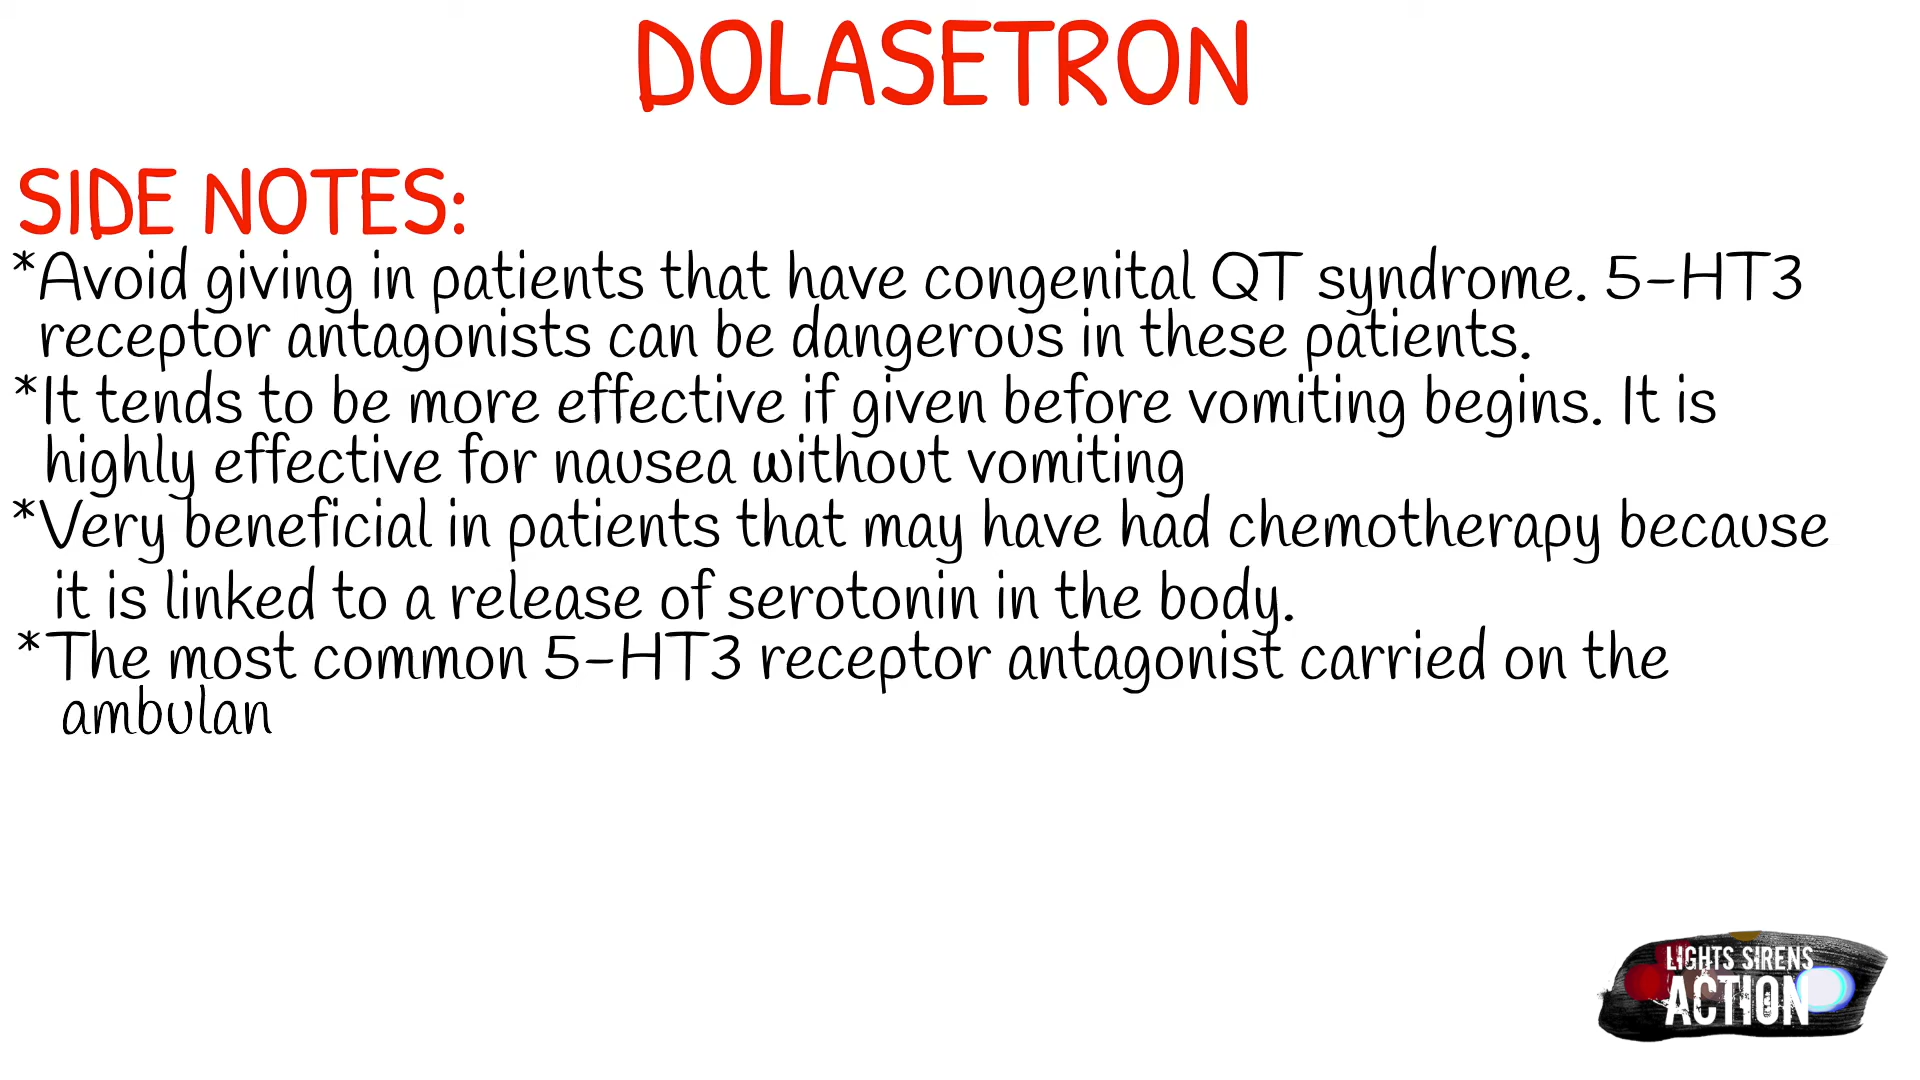 DOLASETRON
SIDE NOTES:
*Avoid giving in patients that have congenital QT syndrome. 5-HT3
receptor antagonists can be dangerous in these patients.
*It tends to be more effective if given before vomiting begins. It is
highly effective for nausea without vomiting
*Very beneficial in patients that may have had chemotherapy because
it is linked to a release of serotonin in the body.
*The most common 5-HT3 receptor antagonist carried on the
ambulan
LIGHTS SIRENS
ACTION